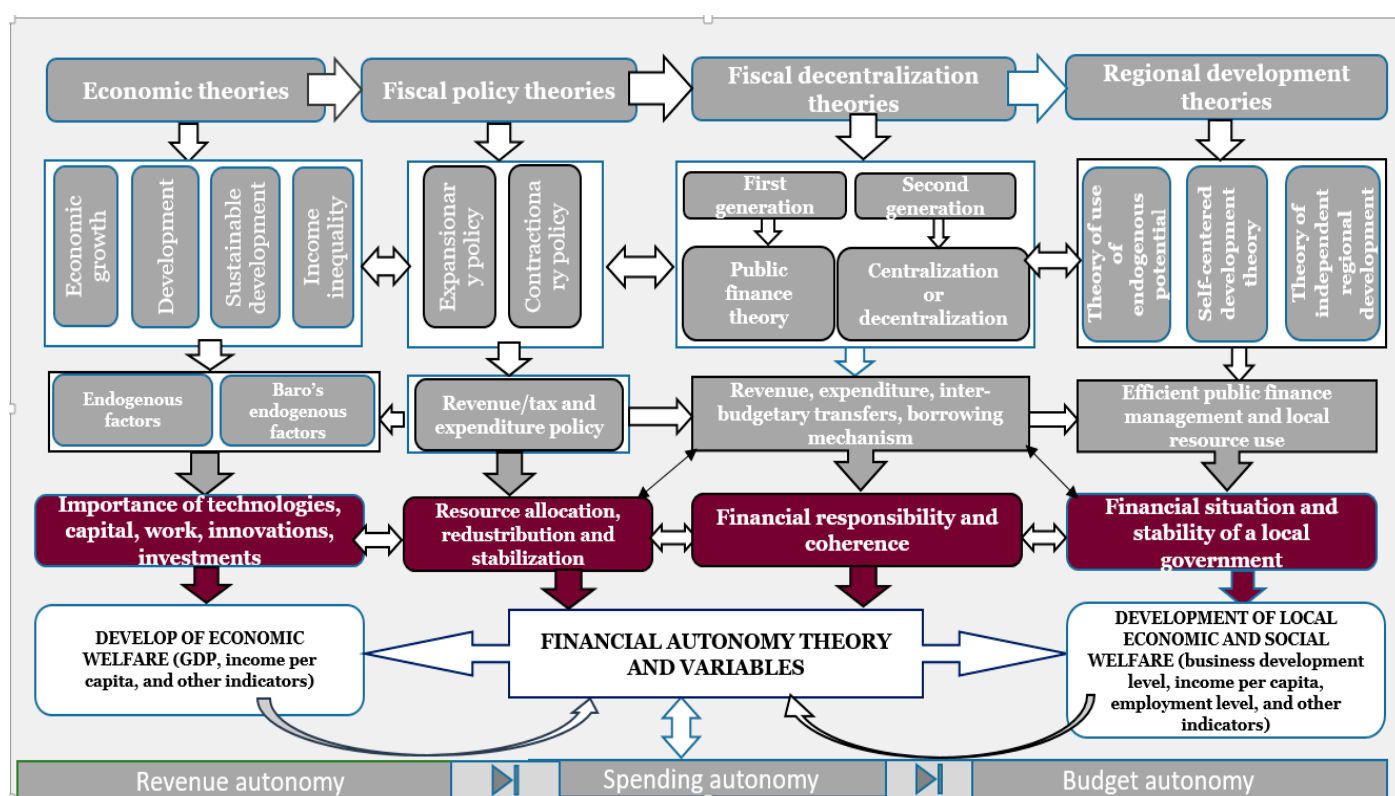 Economic theories
Fiscal policy theories
Fiscal decentralization
theories
Regional development
theories
Economic
growth
Development
Sustainable
development
Income
inequality
Expansionar
y policy
Contractiona
ry policy
First
generation
Second
generation
Public
finance
theory
Centralization
or
decentralization
Theory of use
of
endogenous
potential
Self-centered
development
theory
Theory of
independent
regional
development
Endogenous
factors
Baro's
endogenous
factors
Revenue/tax and
expenditure policy
Revenue, expenditure, inter-
budgetary transfers, borrowing
mechanism
Efficient public finance
management and local
resource use
Importance of technologies,
capital, work, innovations,
investments
Resource allocation,
redustribution and
stabilization
Financial responsibility and
coherence
Financial situation and
stability of a local
government
DEVELOP OF ECONOMIC
WELFARE (GDP, income per
capita, and other indicators)
FINANCIAL AUTONOMY THEORY
AND VARIABLES
DEVELOPMENT OF LOCAL
ECONOMIC AND SOCIAL
WELFARE (business development
level, income per capita,
employment level, and other
indicators)
Revenue autonomy
Spending autonomy
Budget autonomy